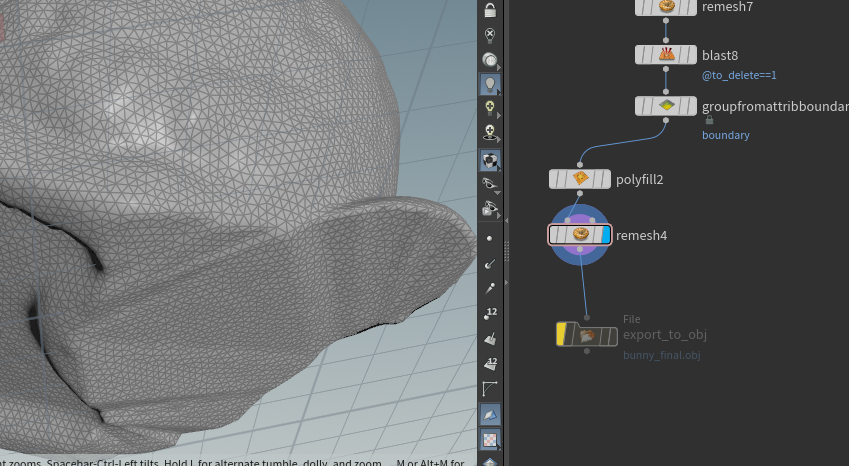 remesh7
blast8
@to_delete==1
groupfromattribboundar
boundary
polyfill2
remesh4
File
export_to_obj
bunny_final.obj
12
12
nt zooms. Spacebar-Ctrl-Left tilts. Hold L for alternate tumble, dolly, and zoom. M or Alt+M for